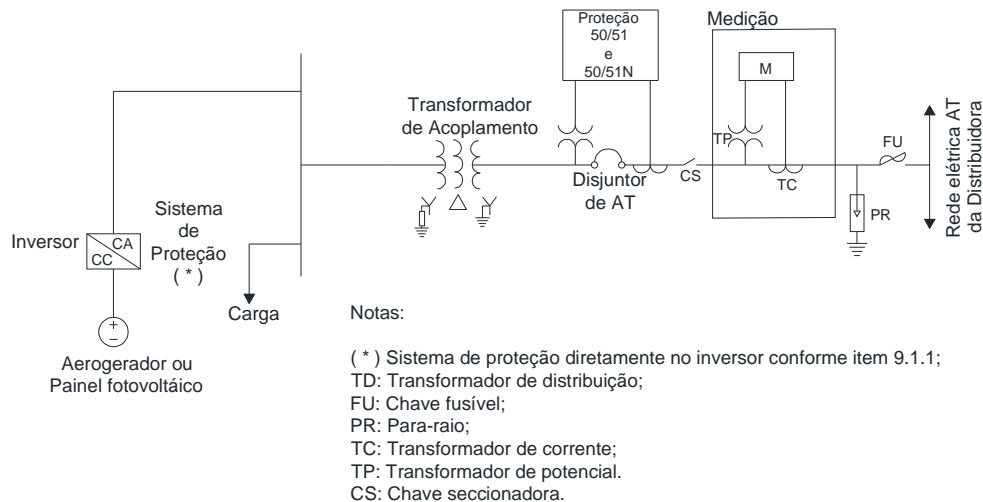 Proteção
50/51
e
50/51N
Medição
M
Transformador
de Acoplamento
TP
FU
Disjuntor
de AT
CS
TC
PR
Rede elétrica AT
da Distribuidora
Sistema
de
Proteção
( * )
Inversor
CA
CC
Carga
Aerogerador ou
Painel fotovoltáico
Notas:
( * ) Sistema de proteção diretamente no inversor conforme item 9.1.1;
TD: Transformador de distribuição;
FU: Chave fusível;
PR: Para-raio;
TC: Transformador de corrente;
TP: Transformador de potencial.
CS: Chave seccionadora.